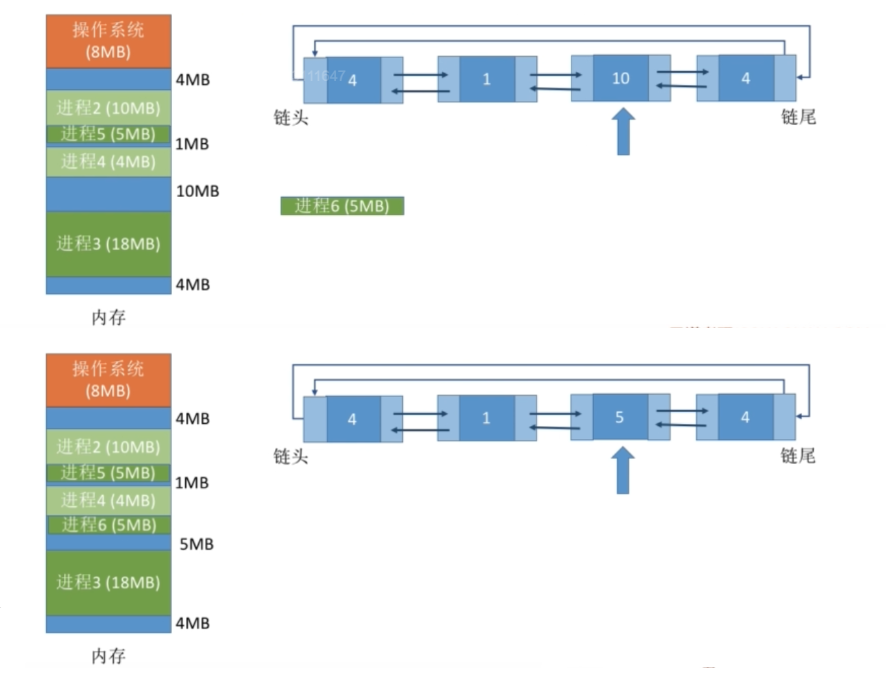 操作系统
(8MB)
4MB
进程2 (10MB)
进程5 (5MB)
1MB
进程4 (4MB)
10MB
进程3 (18MB)
4MB
内存
4
1
10
4
链头
链尾
进程6 (5MB)
操作系统
(8MB)
4MB
进程2 (10MB)
进程5 (5MB)
1MB
进程4 (4MB)
进程6 (5MB)
5MB
进程3 (18MB)
4MB
内存
4
1
5
4
链头
链尾